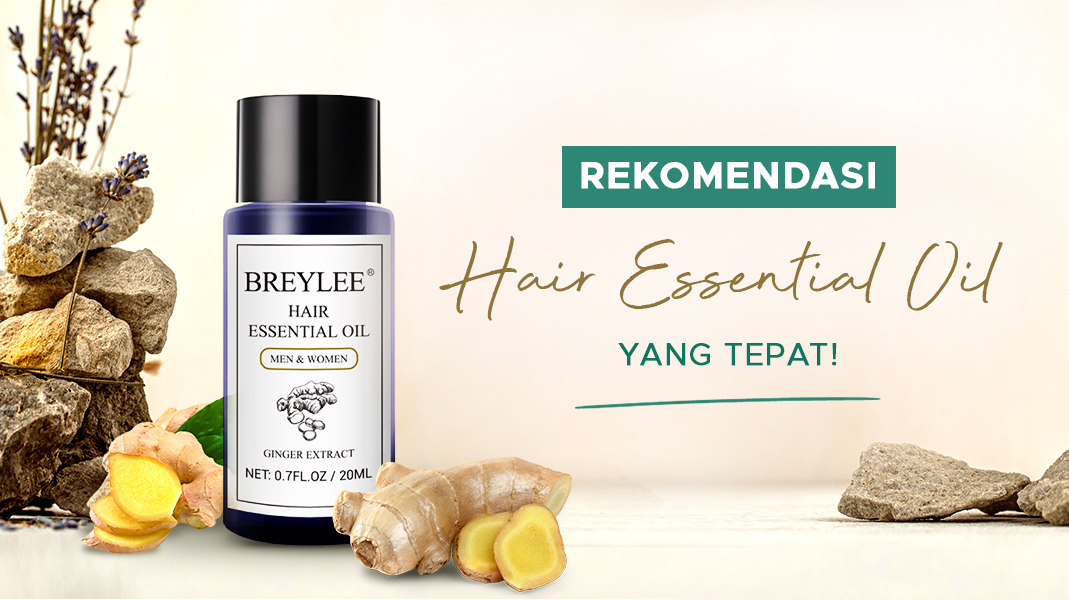 BREYLEE®
HAIR
ESSENTIAL OIL
MEN & WOMEN
GINGER EXTRACT
NET: 0.7FL.OZ / 20ML
REKOMENDASI
Hair Essential Oil
YANG TEPAT!